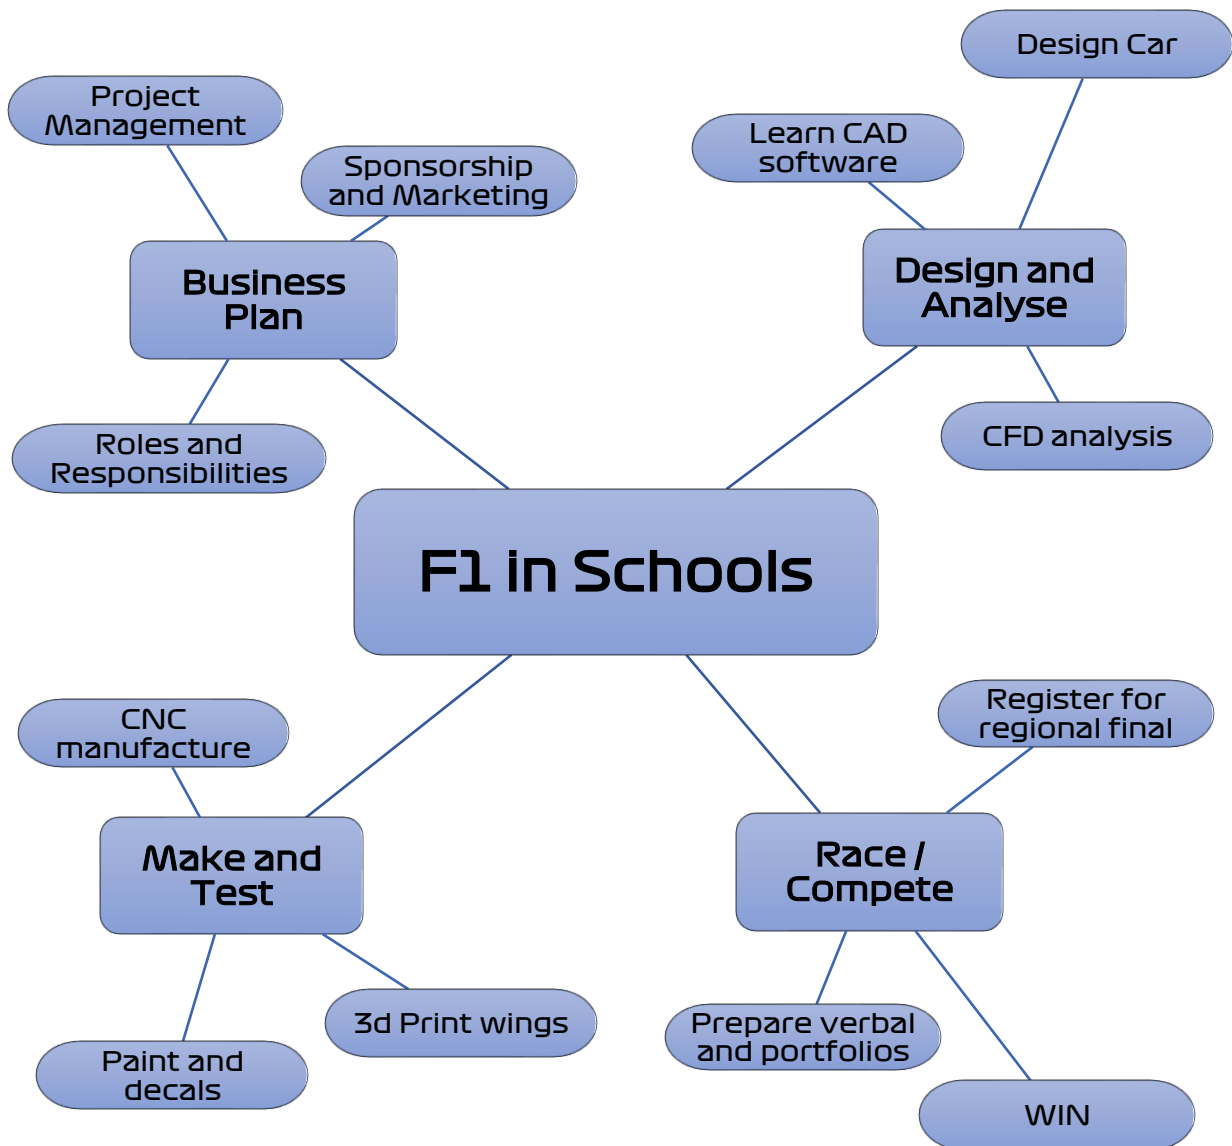 Design Car
Project
Management
Learn CAD
software
Sponsorship
and Marketing
Business
Plan
Design and
Analyse
Roles and
Responsibilities
CFD analysis
F1 in Schools
CNC
manufacture
Register for
regional final
Make and
Test
Race /
Compete
3d Print wings
Prepare verbal
and portfolios
Paint and
decals
WIN